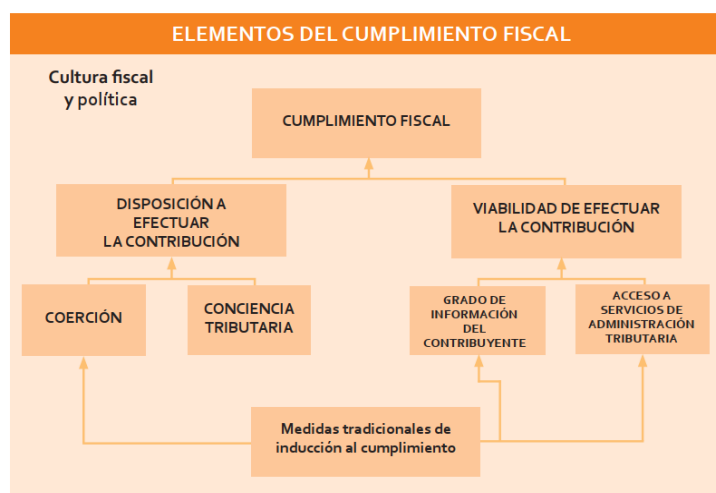 ELEMENTOS DEL CUMPLIMIENTO FISCAL
Cultura fiscal
y política
CUMPLIMIENTO FISCAL
DISPOSICIÓN A
EFECTUAR
LA CONTRIBUCIÓN
VIABILIDAD DE EFECTUAR
LA CONTRIBUCIÓN
COERCIÓN
CONCIENCIA
TRIBUTARIA
GRADO DE
INFORMACIÓN
DEL
CONTRIBUYENTE
ACCESO A
SERVICIOS DE
ADMINISTRACIÓN
TRIBUTARIA
Medidas tradicionales de
inducción al cumplimiento